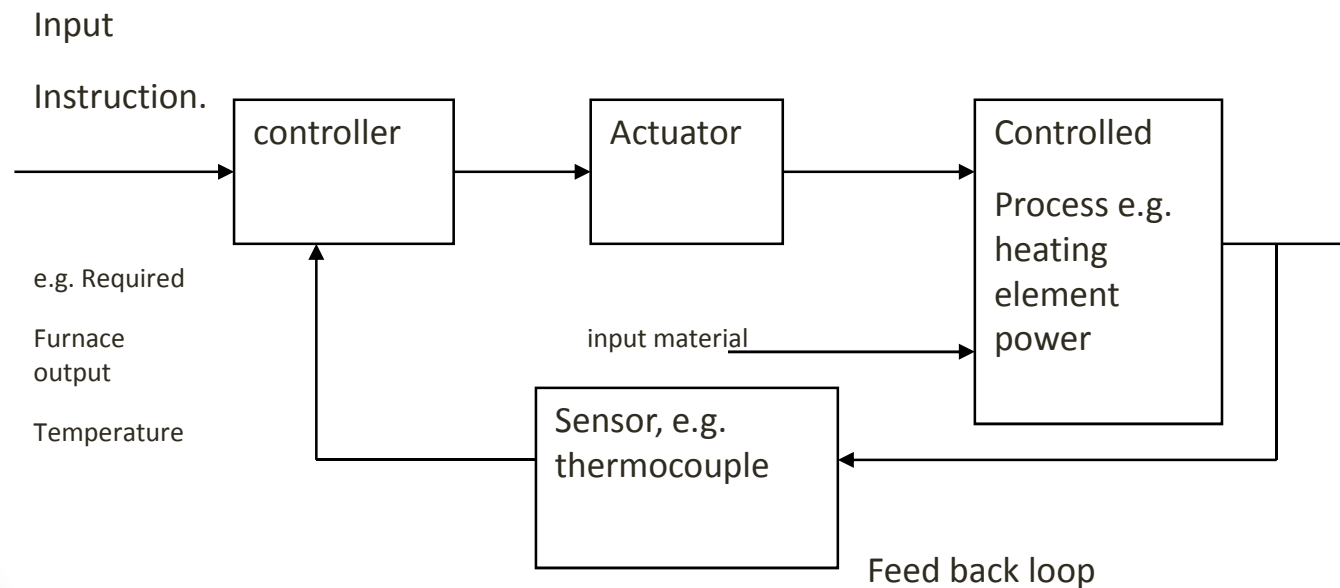 Input
Instruction.
controller
Actuator
Controlled
Process e.g.
heating
element
power
e.g. Required
Furnace
output
Temperature
input material
Sensor, e.g.
thermocouple
Feed back loop